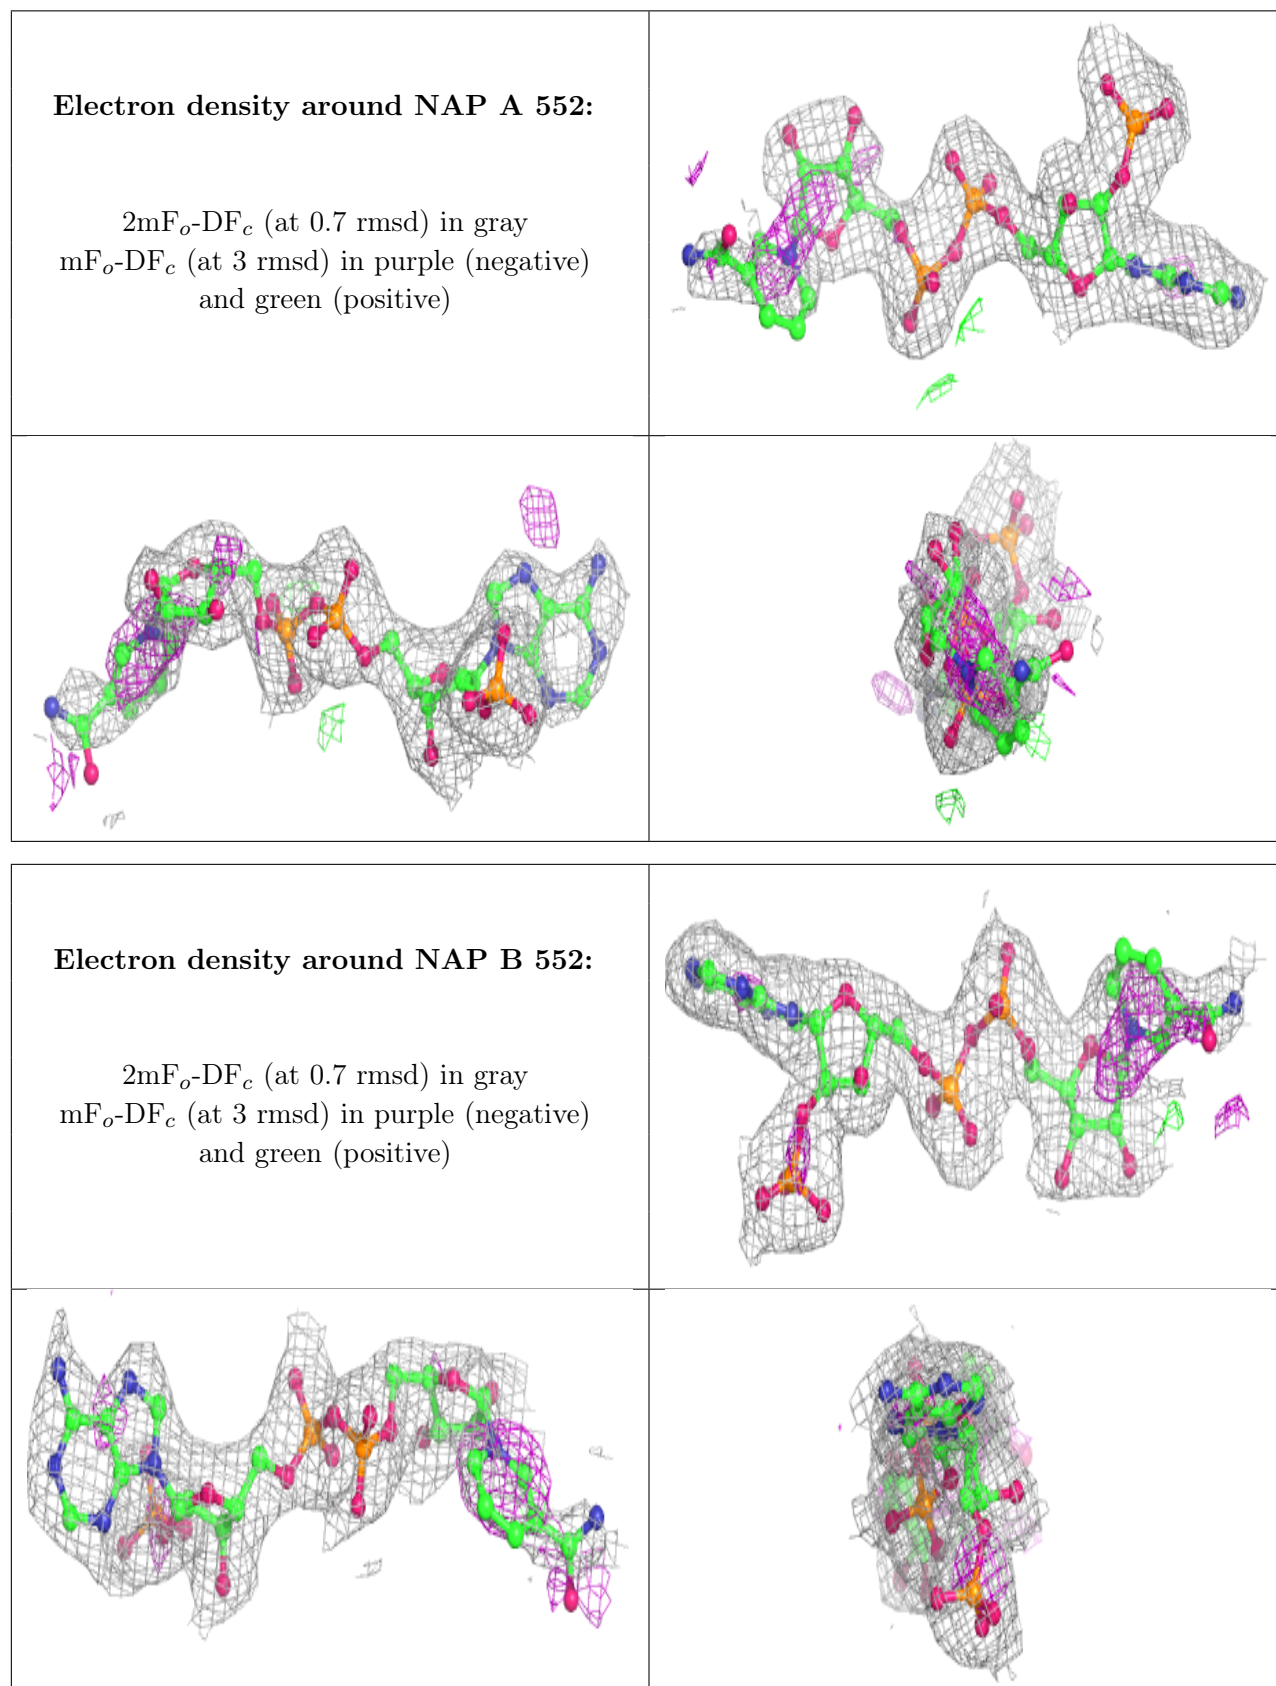 Electron density around NAP A 552:
2mFo-DFc (at 0.7 rmsd) in gray
mFo-DFc (at 3 rmsd) in purple (negative)
and green (positive)
Electron density around NAP B 552:
2mFo-DFc (at 0.7 rmsd) in gray
mFo-DFc (at 3 rmsd) in purple (negative)
and green (positive)